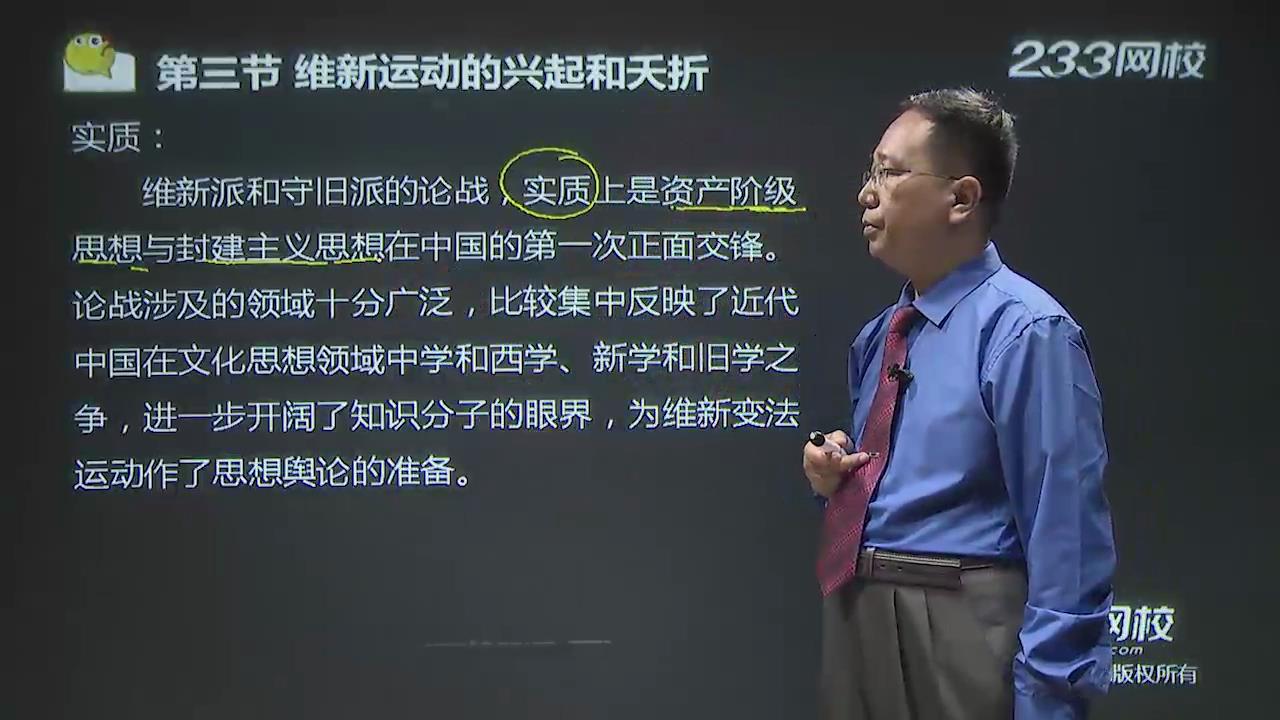 第三节 维新运动的兴起和夭折
233网校
实质：
维新派和守旧派的论战，实质上是资产阶级
思想与封建主义思想在中国的第一次正面交锋。
论战涉及的领域十分广泛，比较集中反映了近代
中国在文化思想领域中学和西学、新学和旧学之
争，进一步开阔了知识分子的眼界，为维新变法
运动作了思想舆论的准备。
网校
.com
版权所有